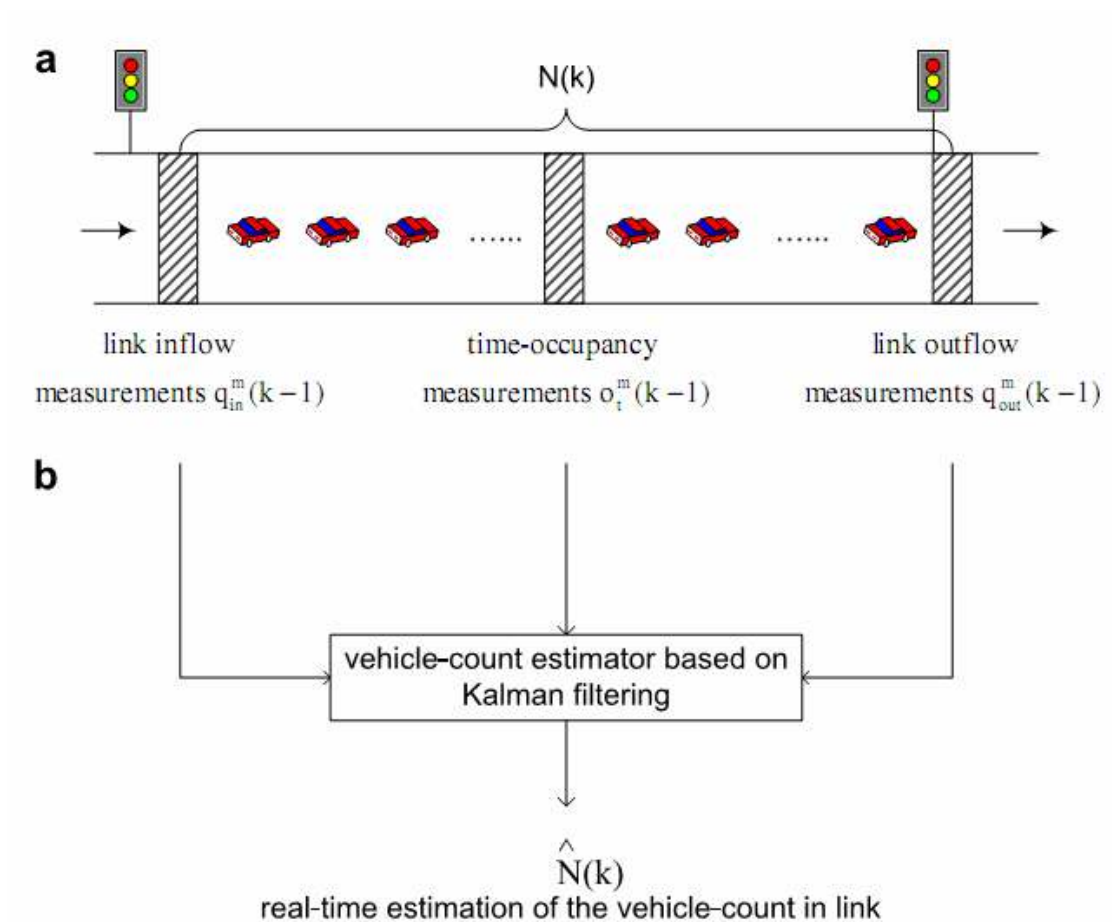 a
N(k)
...... ......
link inflow
measurements q_in^m(k−1)
time-occupancy
measurements o_t^m(k−1)
link outflow
measurements q_out^m(k−1)
b
vehicle-count estimator based on
Kalman filtering
N̂(k)
real-time estimation of the vehicle-count in link